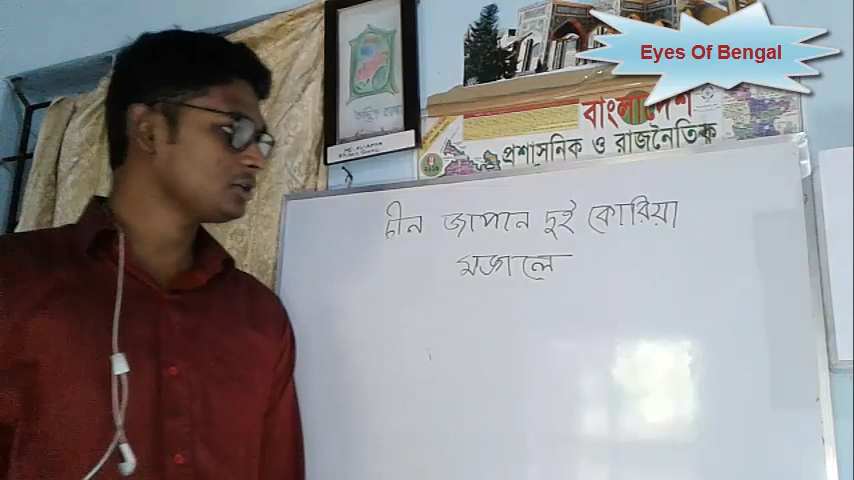 Eyes Of Bengal
বাংলাদেশ
প্রশাসনিক ও রাজনৈতিক
চীন জাপান দুই কোরিয়া
মজালে